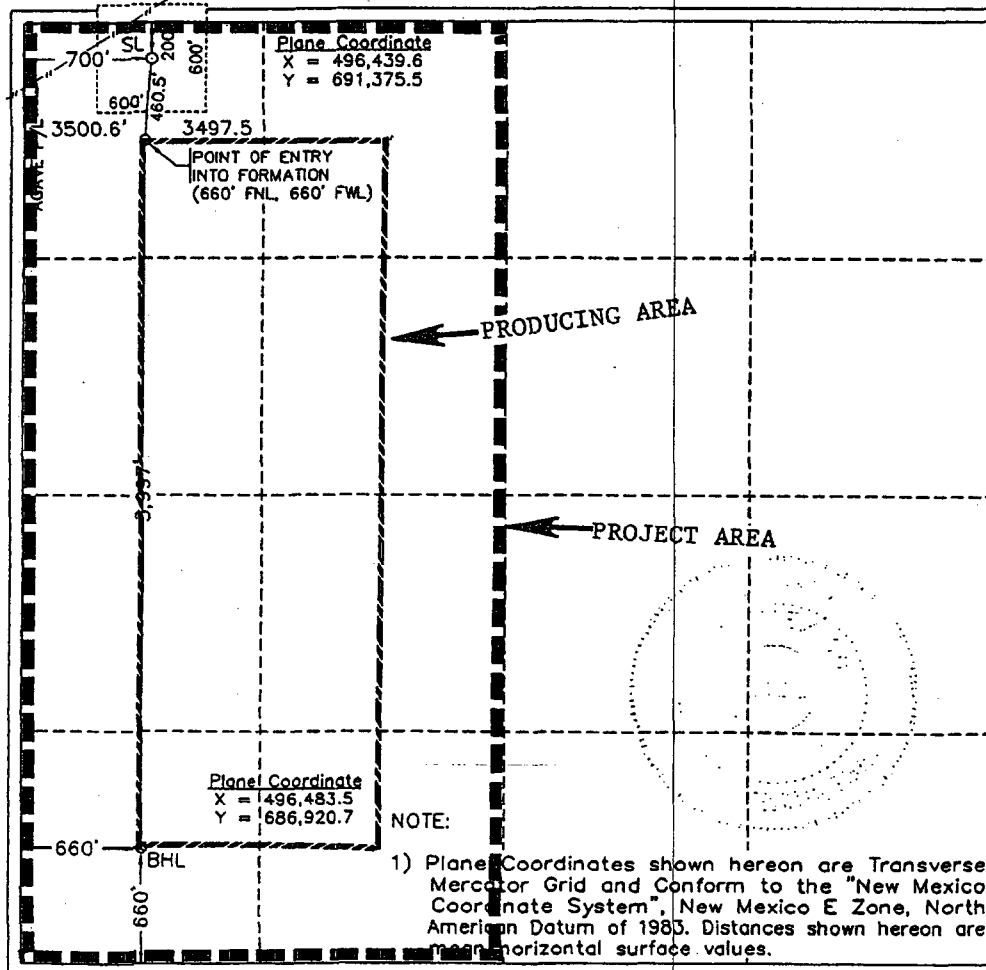 SL
200'
700'
600'
460.5'
600'
Plane Coordinate
X = 496,439.6
Y = 691,375.5
3500.6'
3497.5
AGAVE P/L
POINT OF ENTRY
INTO FORMATION
(660' FNL, 660' FWL)
PRODUCING AREA
PROJECT AREA
Plane Coordinate
X = 496,483.5
Y = 686,920.7
660'
BHL
660'
NOTE:
1) Plane Coordinates shown hereon are Transverse
Mercator Grid and Conform to the "New Mexico
Coordinate System", New Mexico E Zone, North
American Datum of 1983. Distances shown hereon are
mean horizontal surface values.